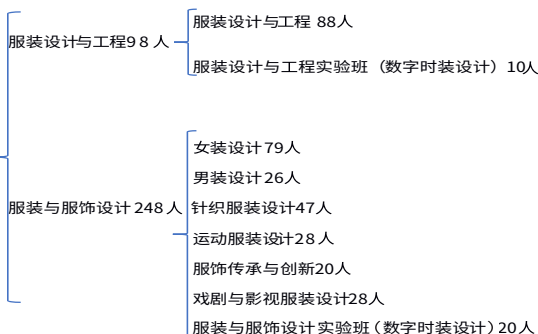 服装设计与工程 88人
服装设计与工程98人
服装设计与工程实验班（数字时装设计）10人
女装设计79人
男装设计26人
服装与服饰设计248人
针织服装设计47人
运动服装设计28人
服饰传承与创新20人
戏剧与影视服装设计28人
服装与服饰设计实验班（数字时装设计）20人